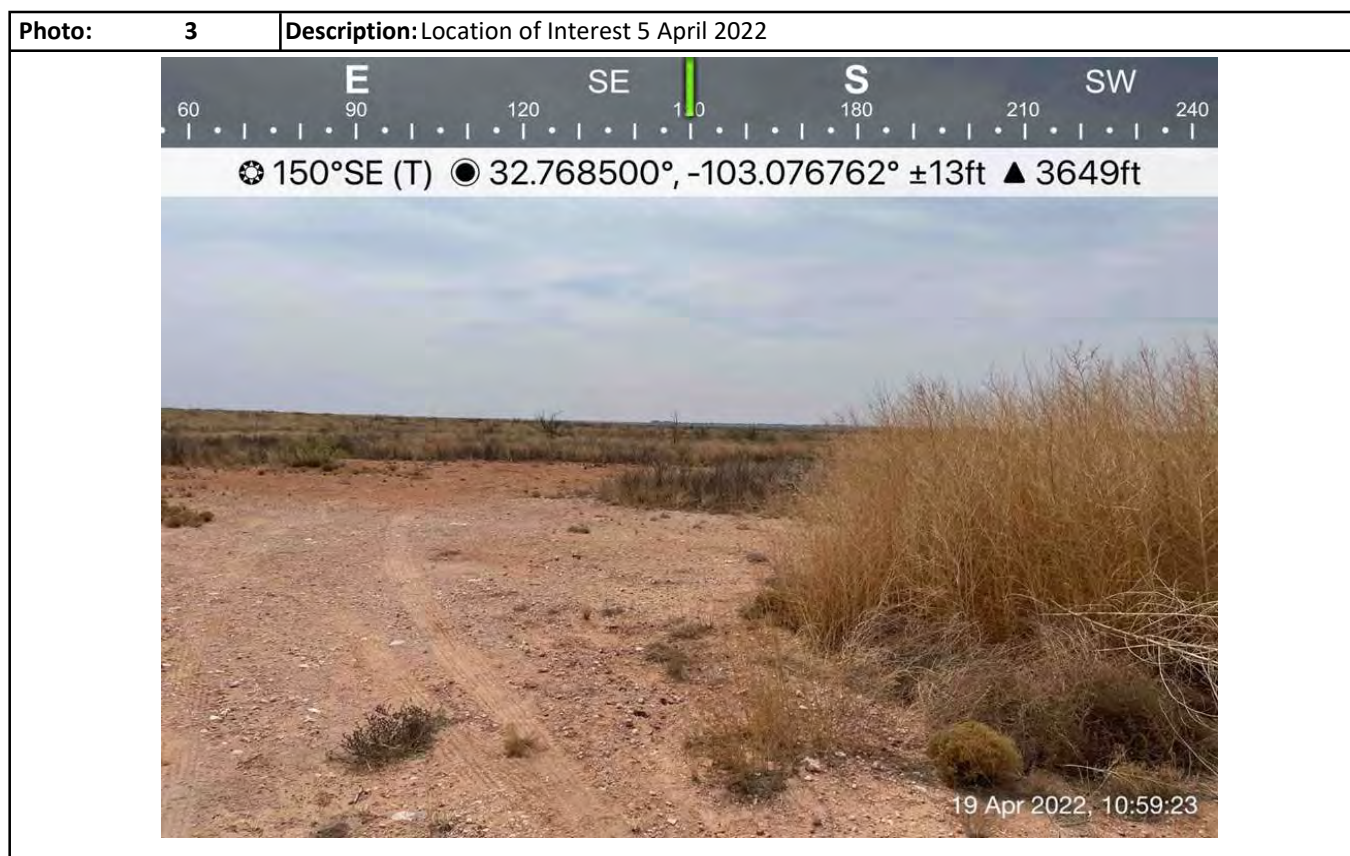 Photo: 3 Description: Location of Interest 5 April 2022
E SE S SW
60 90 120 150 180 210 240
150°SE (T) 32.768500°, -103.076762° ±13ft ▲ 3649ft
19 Apr 2022, 10:59:23